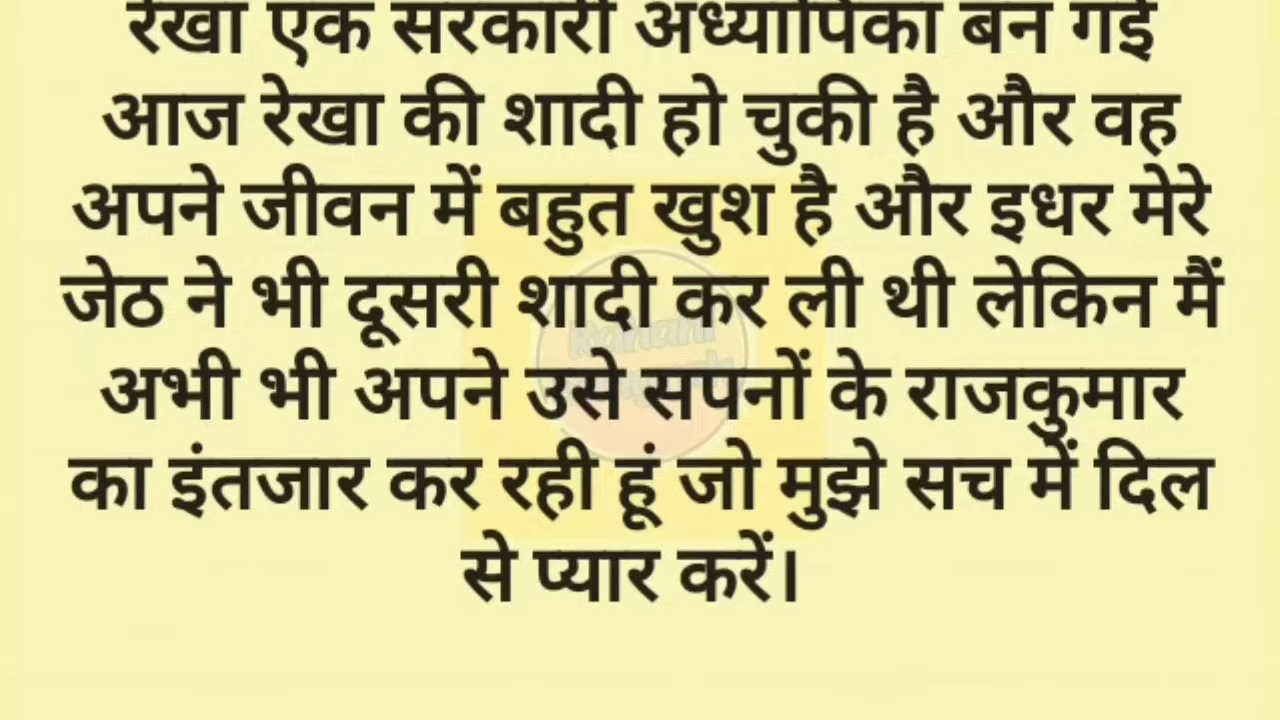 रेखा एक सरकारी अध्यापिका बन गई
आज रेखा की शादी हो चुकी है और वह
अपने जीवन में बहुत खुश है और इधर मेरे
जेठ ने भी दूसरी शादी कर ली थी लेकिन मैं
अभी भी अपने उसे सपनों के राजकुमार
का इंतजार कर रही हूं जो मुझे सच में दिल
से प्यार करें।